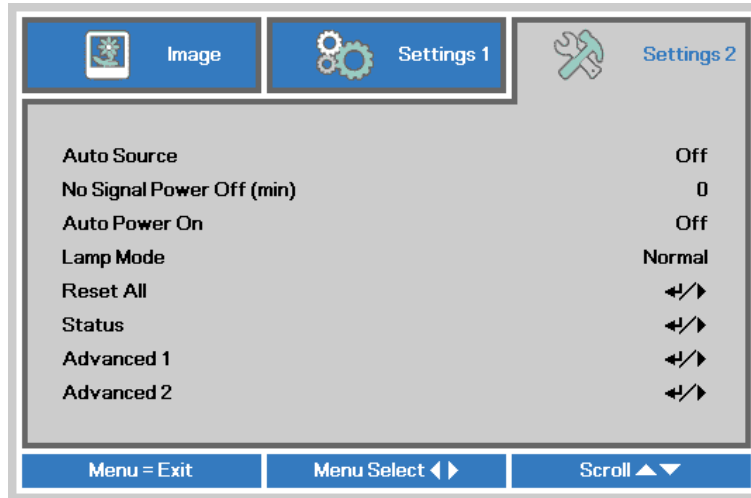 Image Settings 1 Settings 2
Auto Source Off
No Signal Power Off (min) 0
Auto Power On Off
Lamp Mode Normal
Reset All ↵/▶
Status ↵/▶
Advanced 1 ↵/▶
Advanced 2 ↵/▶
Menu = Exit Menu Select ◀▶ Scroll ▲▼